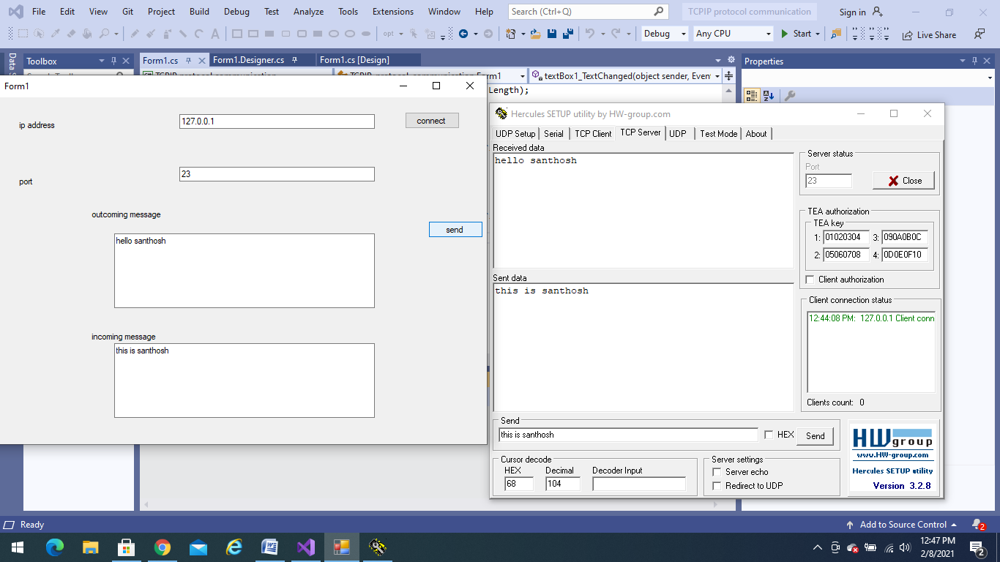 File Edit View Git Project Build Debug Test Analyze Tools Extensions Window Help Search (Ctrl+Q) TCPIP protocol communication Sign in
opt Debug Any CPU Start Live Share
Toolbox
Form1.cs Form1.Designer.cs Form1.cs [Design]
Properties
textBox1_TextChanged(object sender, Event
Length);
Form1
ip address
127.0.0.1
connect
port
23
outcoming message
send
hello santhosh
incoming message
this is santhosh
Hercules SETUP utility by HW-group.com
UDP Setup Serial TCP Client TCP Server UDP Test Mode About
Received data
hello santhosh
Sent data
this is santhosh
Server status
Port
23
Close
TEA authorization
TEA key
1: 01020304 3: 090A0B0C
2: 05060708 4: 0D0E0F10
Client authorization
Client connection status
12:44:08 PM: 127.0.0.1 Client conn
Clients count: 0
Send
this is santhosh
HEX
Send
Cursor decode
HEX Decimal Decoder Input
68 104
Server settings
Server echo
Redirect to UDP
HW group
www.HW-group.com
Hercules SETUP utility
Version 3.2.8
Ready
Add to Source Control
2
12:47 PM
2/8/2021
2